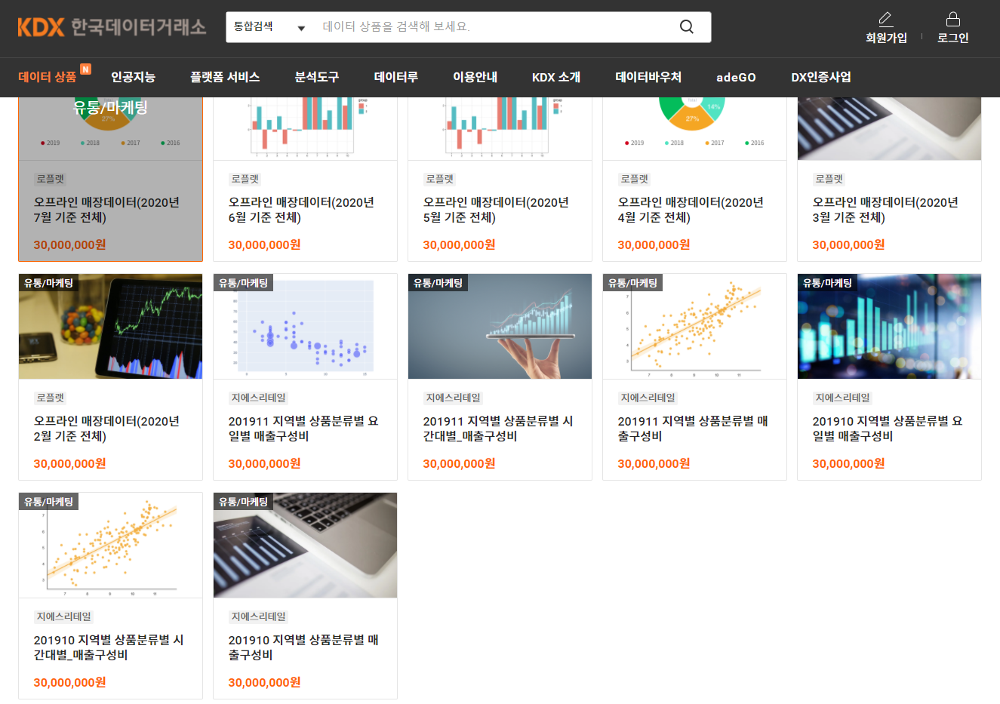 KDX 한국데이터거래소
통합검색
데이터 상품을 검색해 보세요.
회원가입
로그인
데이터 상품 N
인공지능
플랫폼 서비스
분석도구
데이터루
이용안내
KDX 소개
데이터바우처
adeGO
DX인증사업
유통/마케팅
27%
2019 2018 2017 2016
14%
27%
2019 2018 2017 2016
로플랫
오프라인 매장데이터(2020년
7월 기준 전체)
30,000,000원
로플랫
오프라인 매장데이터(2020년
6월 기준 전체)
30,000,000원
로플랫
오프라인 매장데이터(2020년
5월 기준 전체)
30,000,000원
로플랫
오프라인 매장데이터(2020년
4월 기준 전체)
30,000,000원
로플랫
오프라인 매장데이터(2020년
3월 기준 전체)
30,000,000원
유통/마케팅
로플랫
오프라인 매장데이터(2020년
2월 기준 전체)
30,000,000원
유통/마케팅
지에스리테일
201911 지역별 상품분류별 요
일별 매출구성비
30,000,000원
유통/마케팅
지에스리테일
201911 지역별 상품분류별 시
간대별_매출구성비
30,000,000원
유통/마케팅
지에스리테일
201911 지역별 상품분류별 매
출구성비
30,000,000원
유통/마케팅
지에스리테일
201910 지역별 상품분류별 요
일별 매출구성비
30,000,000원
유통/마케팅
지에스리테일
201910 지역별 상품분류별 시
간대별_매출구성비
30,000,000원
유통/마케팅
지에스리테일
201910 지역별 상품분류별 매
출구성비
30,000,000원